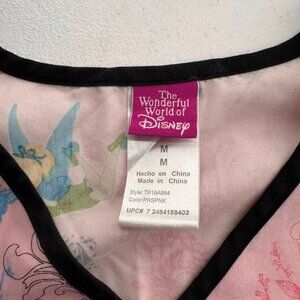 The
Wonderful
World of
Disney
M
M
Hecho en China
Made in China
Style: TB18A984
Color: PRSPNK
UPC# 7 2484188403